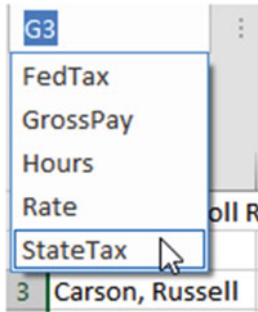 G3
FedTax
GrossPay
Hours
Rate
oll R
StateTax
3 Carson, Russell